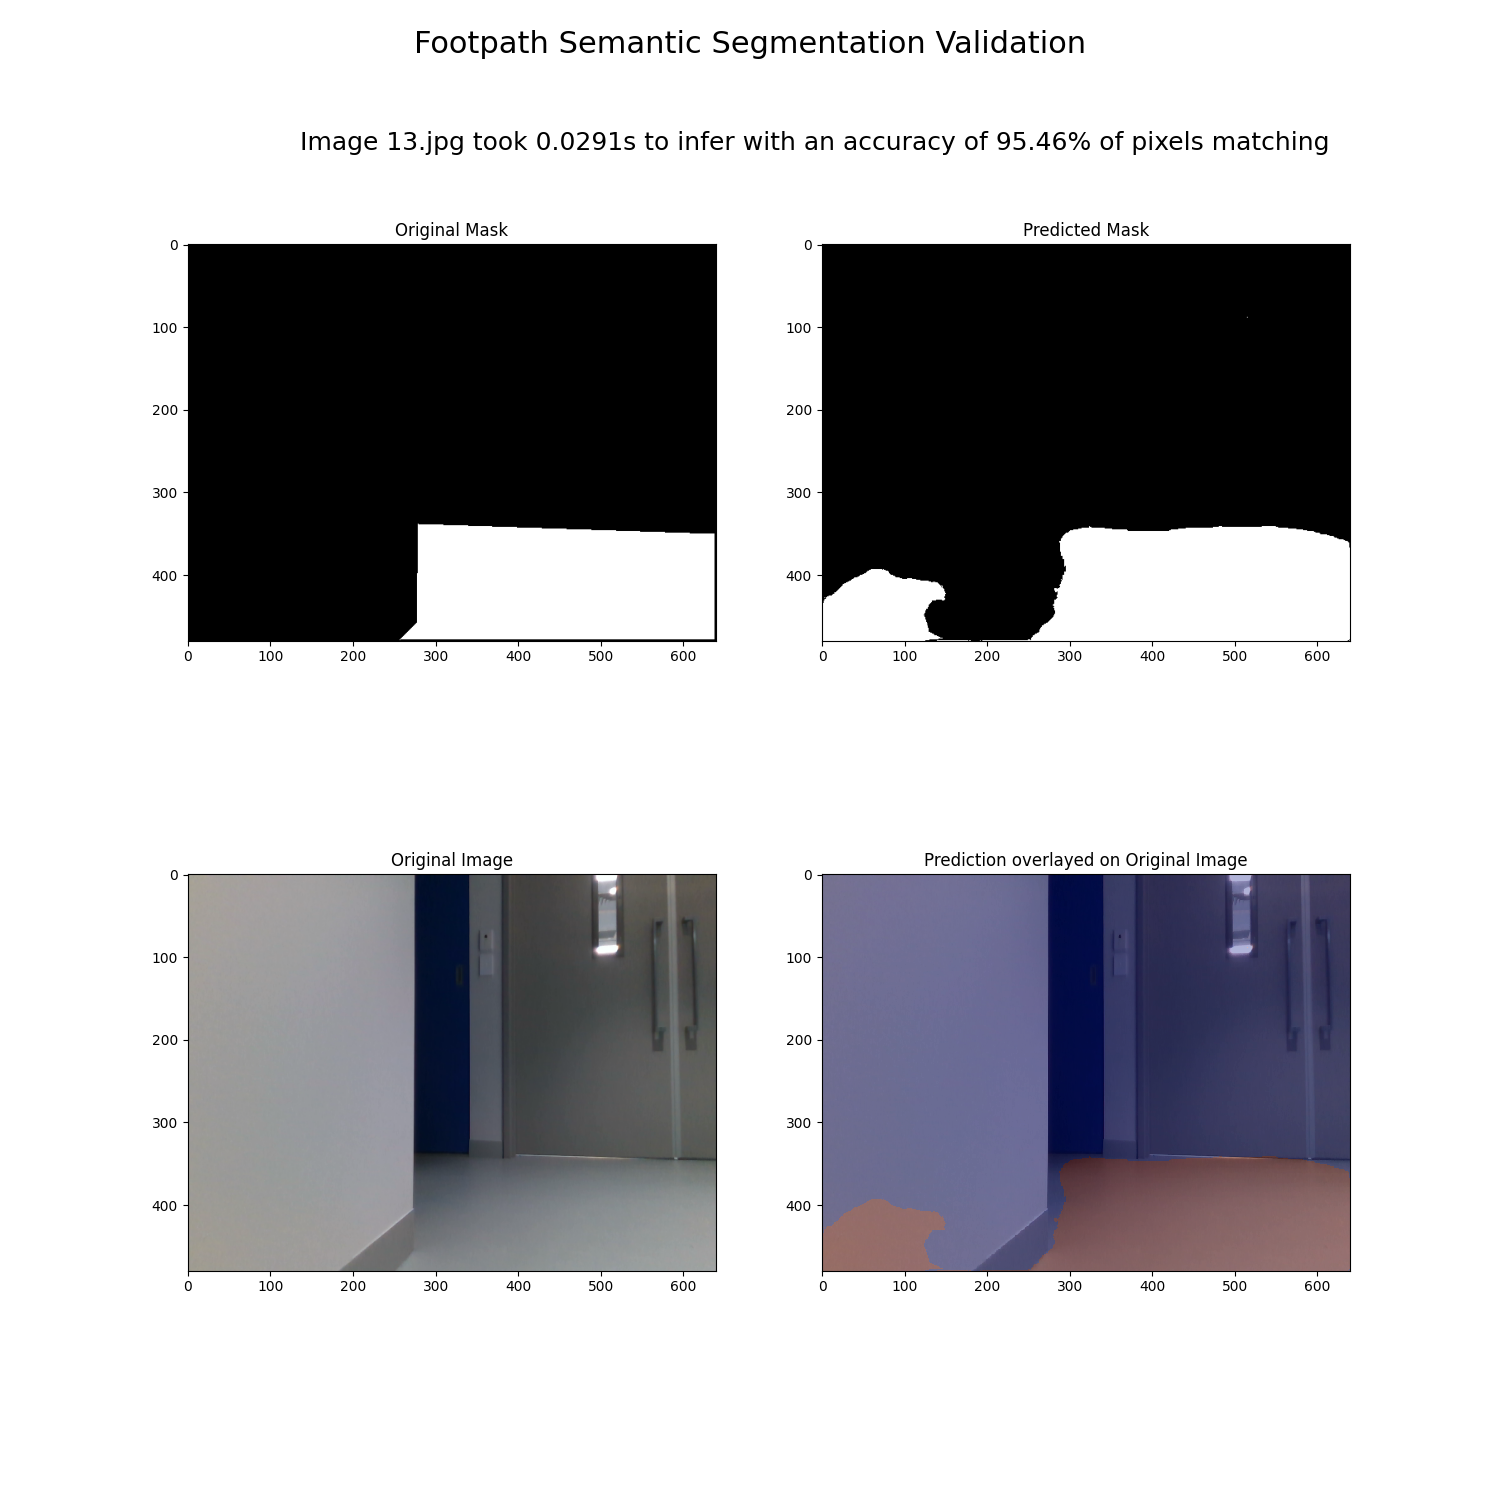 Footpath Semantic Segmentation Validation
Image 13.jpg took 0.0291s to infer with an accuracy of 95.46% of pixels matching
Original Mask
0
100
200
300
400
0 100 200 300 400 500 600
Predicted Mask
0
100
200
300
400
0 100 200 300 400 500 600
Original Image
0
100
200
300
400
0 100 200 300 400 500 600
Prediction overlayed on Original Image
0
100
200
300
400
0 100 200 300 400 500 600